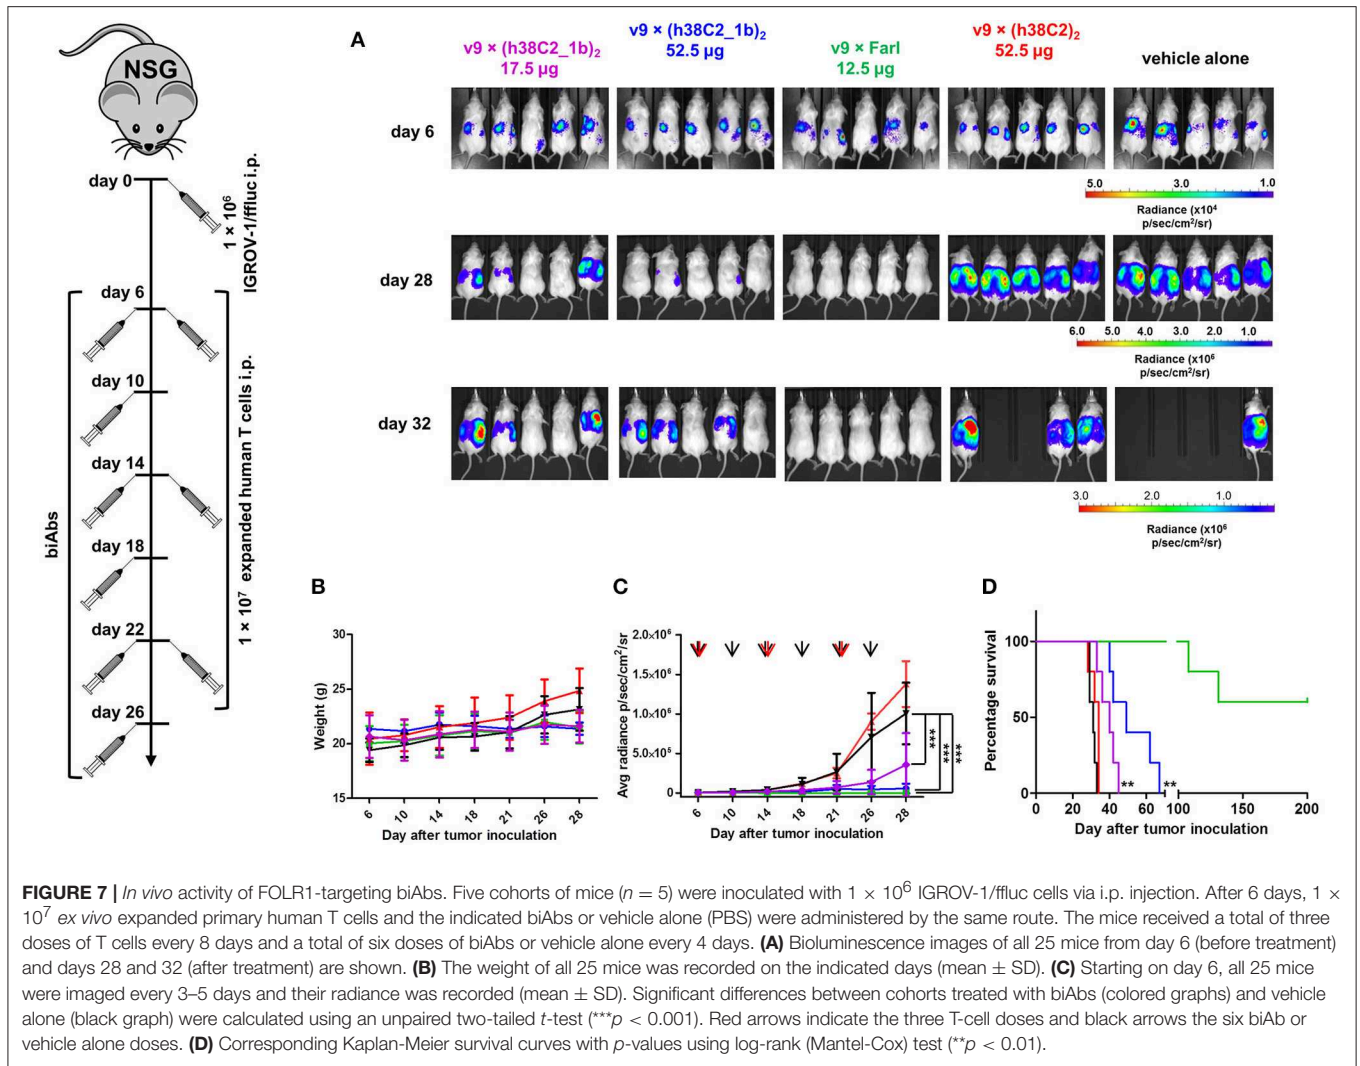 NSG
day 0
1 × 10⁶
IGROV-1/ffluc i.p.
day 6
day 10
day 14
day 18
day 22
day 26
biAbs
1 × 10⁷ expanded human T cells i.p.
A
v9 × (h38C2_1b)₂
17.5 µg
v9 × (h38C2_1b)₂
52.5 µg
v9 × FarI
12.5 µg
v9 × (h38C2)₂
52.5 µg
vehicle alone
day 6
5.0 3.0 1.0
Radiance (x10⁴
p/sec/cm²/sr)
day 28
6.0 5.0 4.0 3.0 2.0 1.0
Radiance (x10⁶
p/sec/cm²/sr)
day 32
3.0 2.0 1.0
Radiance (x10⁶
p/sec/cm²/sr)
B
Weight (g)
30
25
20
15
6 10 14 18 21 26 28
Day after tumor inoculation
C
Avg radiance p/sec/cm²/sr
2.0×10⁶
1.5×10⁶
1.0×10⁶
5.0×10⁵
0
6 10 14 18 21 26 28
***
***
***
Day after tumor inoculation
D
Percentage survival
100
50
0
** **
0 20 40 60 100 150 200
Day after tumor inoculation
FIGURE 7 | In vivo activity of FOLR1-targeting biAbs. Five cohorts of mice (n = 5) were inoculated with 1 × 10⁶ IGROV-1/ffluc cells via i.p. injection. After 6 days, 1 ×
10⁷ ex vivo expanded primary human T cells and the indicated biAbs or vehicle alone (PBS) were administered by the same route. The mice received a total of three
doses of T cells every 8 days and a total of six doses of biAbs or vehicle alone every 4 days. (A) Bioluminescence images of all 25 mice from day 6 (before treatment)
and days 28 and 32 (after treatment) are shown. (B) The weight of all 25 mice was recorded on the indicated days (mean ± SD). (C) Starting on day 6, all 25 mice
were imaged every 3–5 days and their radiance was recorded (mean ± SD). Significant differences between cohorts treated with biAbs (colored graphs) and vehicle
alone (black graph) were calculated using an unpaired two-tailed t-test (***p < 0.001). Red arrows indicate the three T-cell doses and black arrows the six biAb or
vehicle alone doses. (D) Corresponding Kaplan-Meier survival curves with p-values using log-rank (Mantel-Cox) test (**p < 0.01).